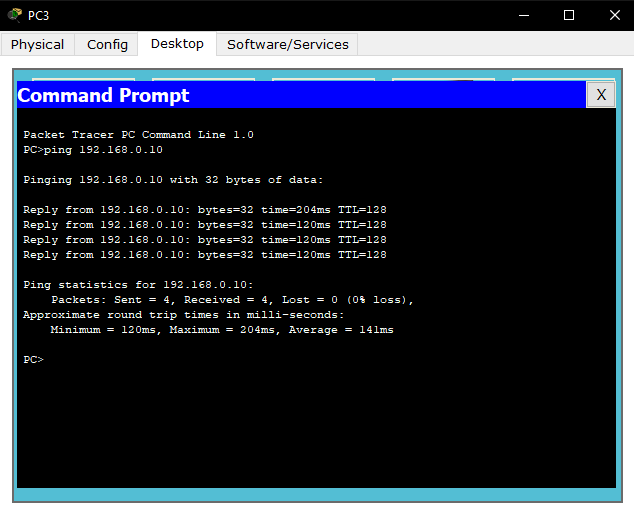 PC3
Physical Config Desktop Software/Services
Command Prompt X
Packet Tracer PC Command Line 1.0
PC>ping 192.168.0.10
Pinging 192.168.0.10 with 32 bytes of data:
Reply from 192.168.0.10: bytes=32 time=204ms TTL=128
Reply from 192.168.0.10: bytes=32 time=120ms TTL=128
Reply from 192.168.0.10: bytes=32 time=120ms TTL=128
Reply from 192.168.0.10: bytes=32 time=120ms TTL=128
Ping statistics for 192.168.0.10:
Packets: Sent = 4, Received = 4, Lost = 0 (0% loss),
Approximate round trip times in milli-seconds:
Minimum = 120ms, Maximum = 204ms, Average = 141ms
PC>